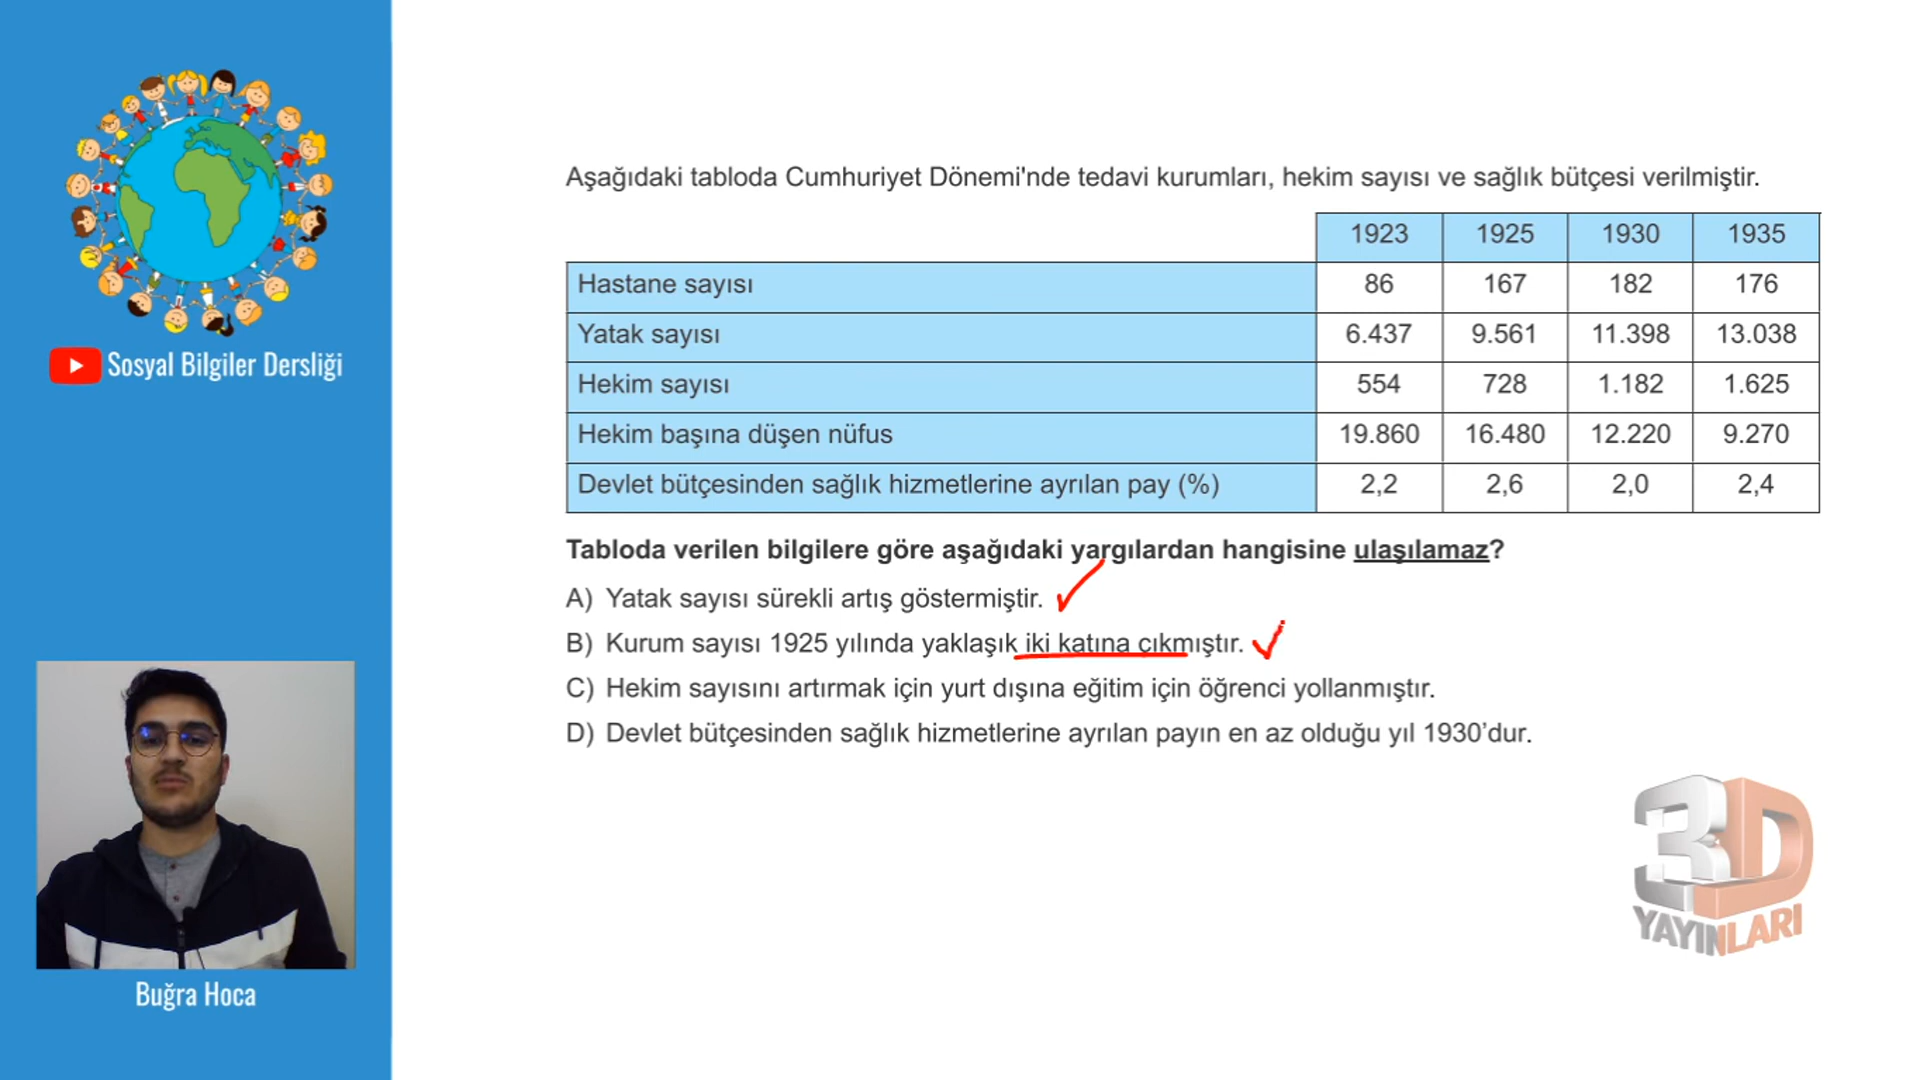 Sosyal Bilgiler Dersliği
Buğra Hoca
Aşağıdaki tabloda Cumhuriyet Dönemi'nde tedavi kurumları, hekim sayısı ve sağlık bütçesi verilmiştir.
1923 1925 1930 1935
Hastane sayısı 86 167 182 176
Yatak sayısı 6.437 9.561 11.398 13.038
Hekim sayısı 554 728 1.182 1.625
Hekim başına düşen nüfus 19.860 16.480 12.220 9.270
Devlet bütçesinden sağlık hizmetlerine ayrılan pay (%) 2,2 2,6 2,0 2,4
Tabloda verilen bilgilere göre aşağıdaki yargılardan hangisine ulaşılamaz?
A) Yatak sayısı sürekli artış göstermiştir.
B) Kurum sayısı 1925 yılında yaklaşık iki katına çıkmıştır.
C) Hekim sayısını artırmak için yurt dışına eğitim için öğrenci yollanmıştır.
D) Devlet bütçesinden sağlık hizmetlerine ayrılan payın en az olduğu yıl 1930’dur.
3D
YAYINLARI